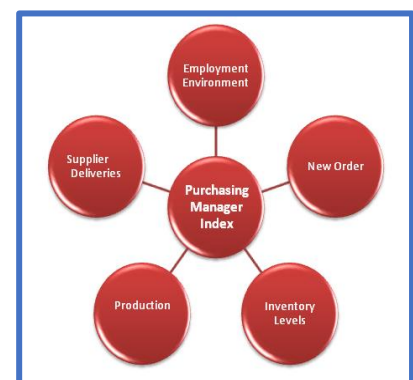 Employment
Environment
Supplier
Deliveries
New Order
Purchasing
Manager
Index
Production
Inventory
Levels